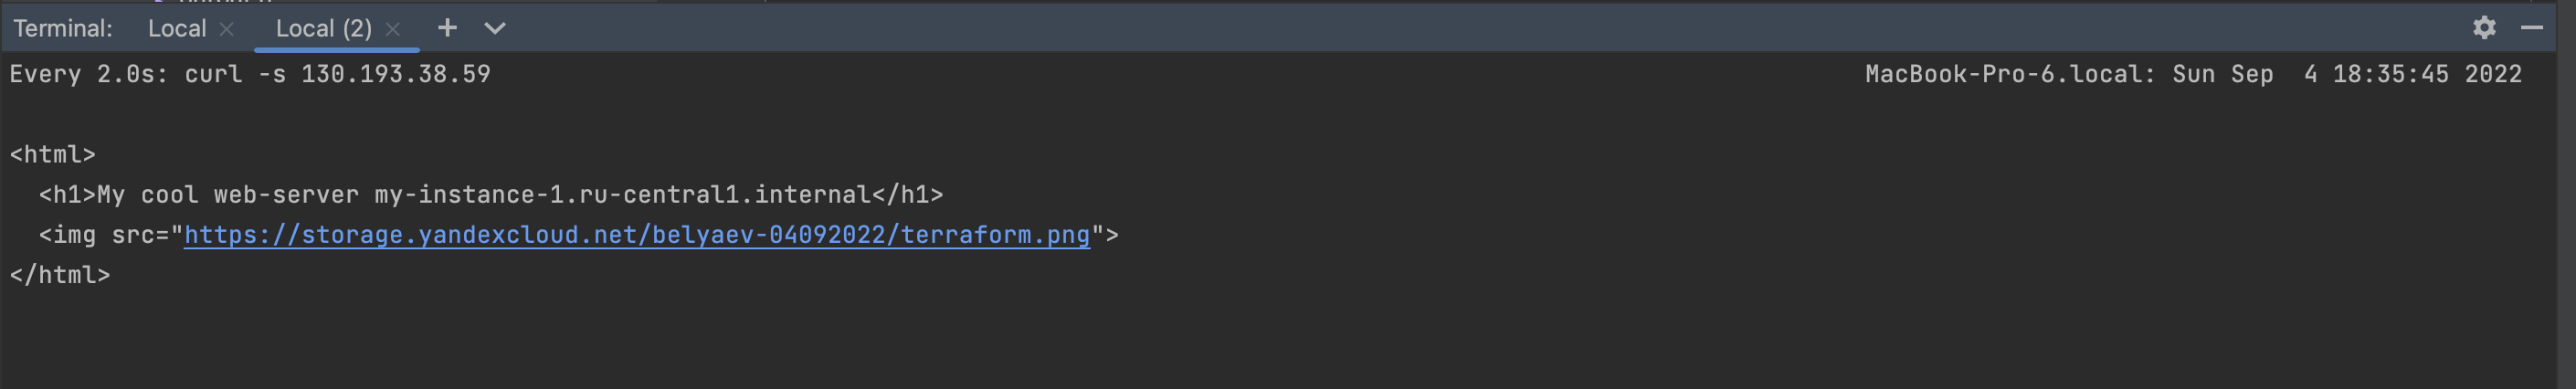 Terminal: Local Local (2)
Every 2.0s: curl -s 130.193.38.59 MacBook-Pro-6.local: Sun Sep  4 18:35:45 2022
<html>
  <h1>My cool web-server my-instance-1.ru-central1.internal</h1>
  <img src="https://storage.yandexcloud.net/belyaev-04092022/terraform.png">
</html>